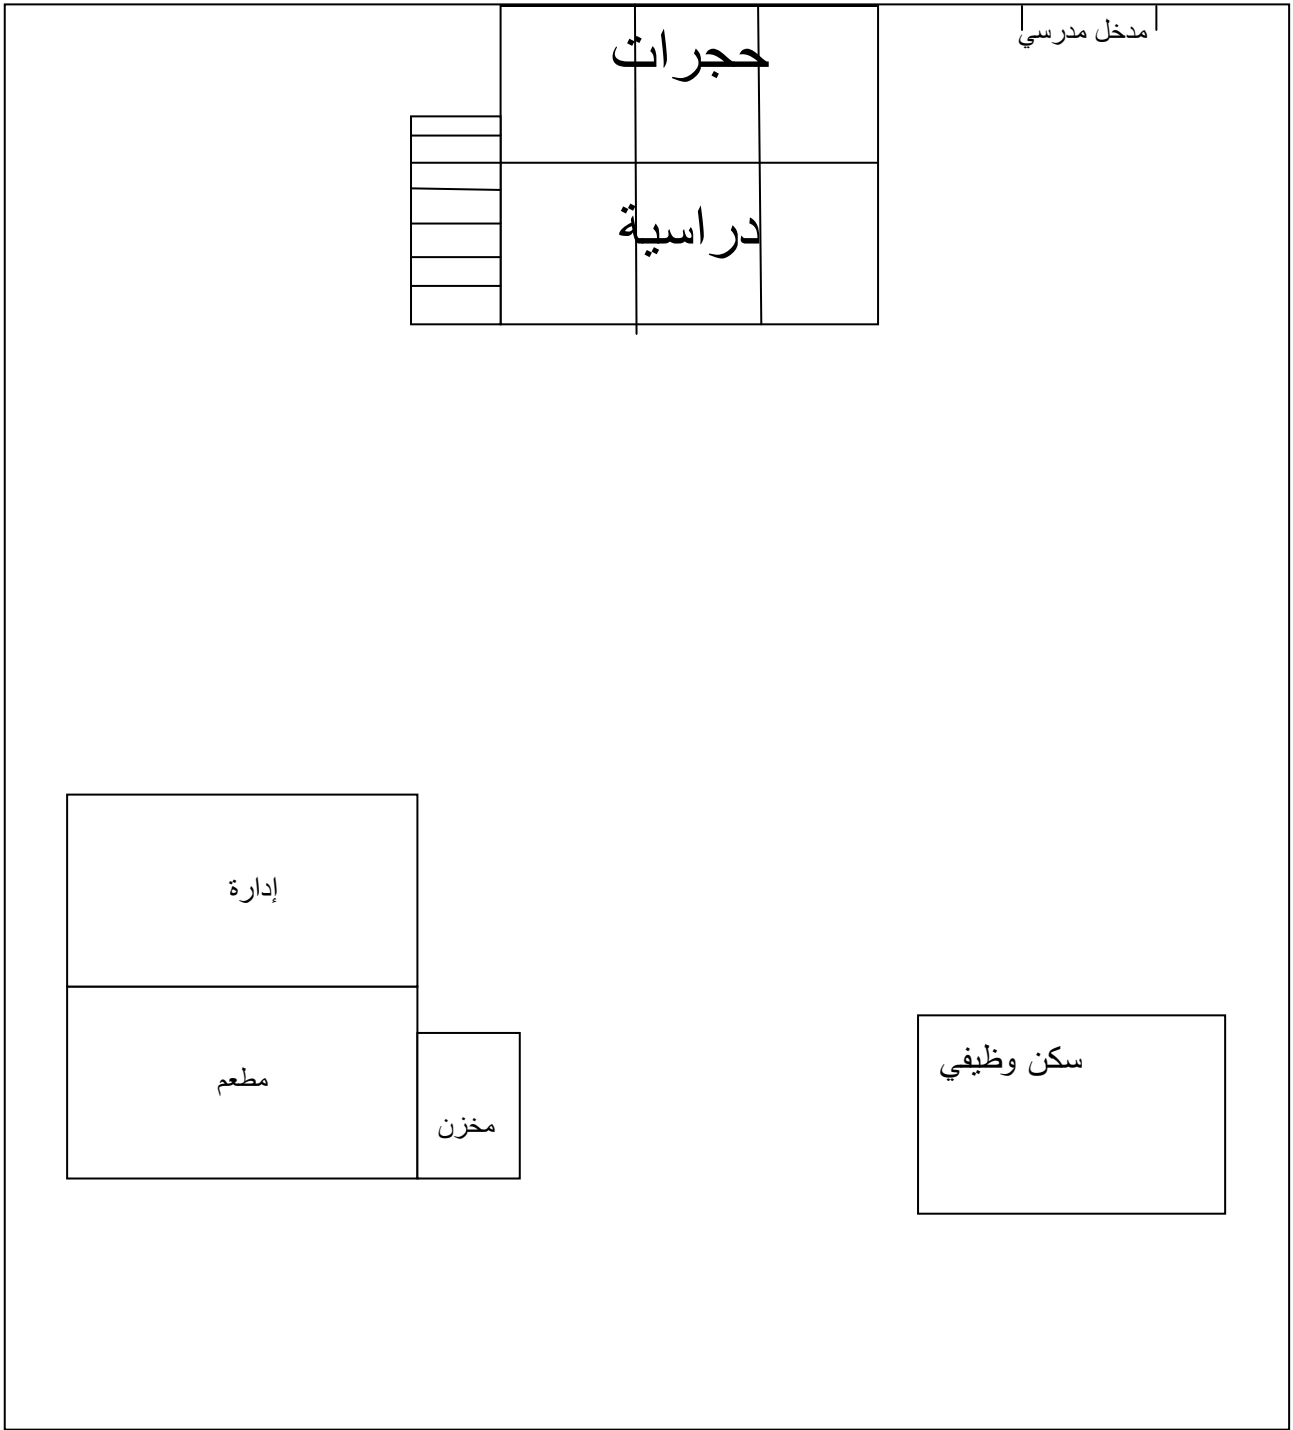 مدخل مدرسي
حجرات
دراسية
إدارة
سكن وظيفي
مطعم
مخزن